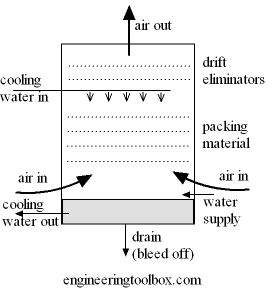 air out
drift
eliminators
cooling
water in
packing
material
air in
air in
cooling
water out
water
supply
drain
(bleed off)
engineeringtoolbox.com